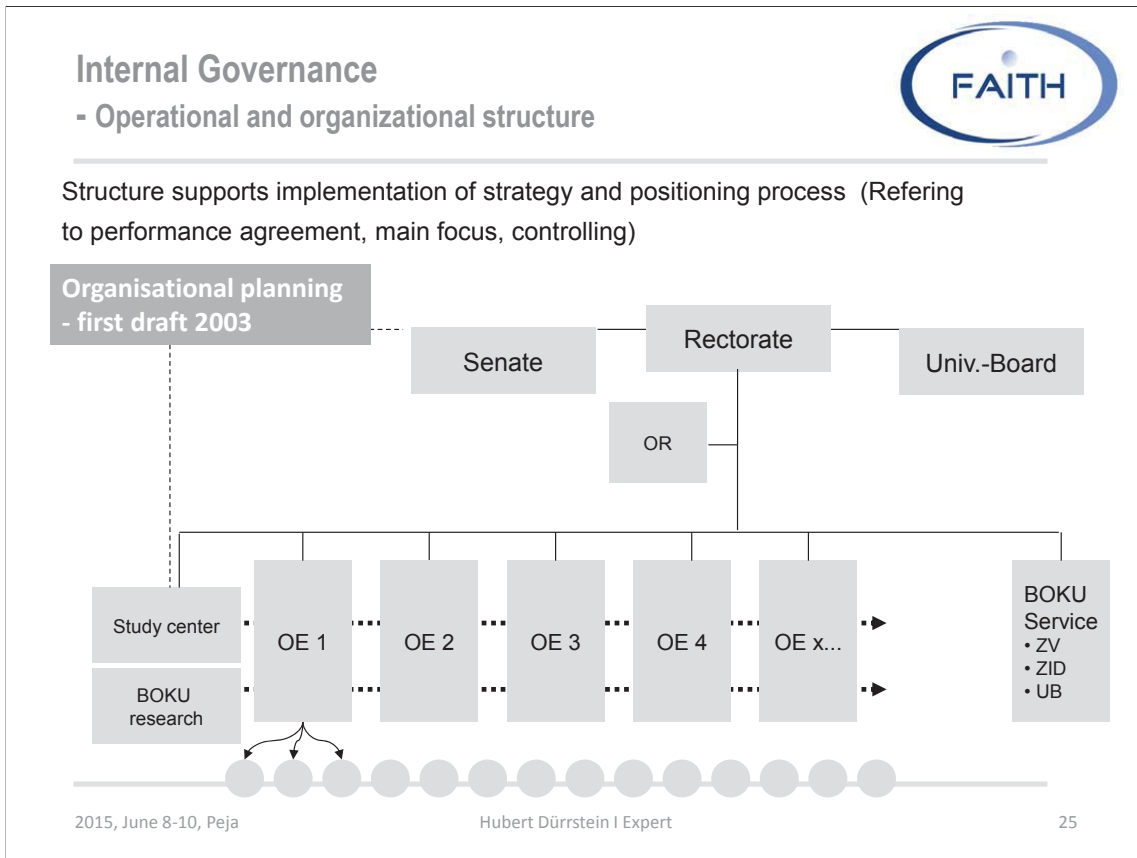 Internal Governance
- Operational and organizational structure
FAITH
Structure supports implementation of strategy and positioning process (Refering
to performance agreement, main focus, controlling)
Organisational planning
- first draft 2003
Senate
Rectorate
Univ.-Board
OR
Study center
BOKU
research
OE 1
OE 2
OE 3
OE 4
OE x...
BOKU
Service
• ZV
• ZID
• UB
2015, June 8-10, Peja
Hubert Dürrstein I Expert
25